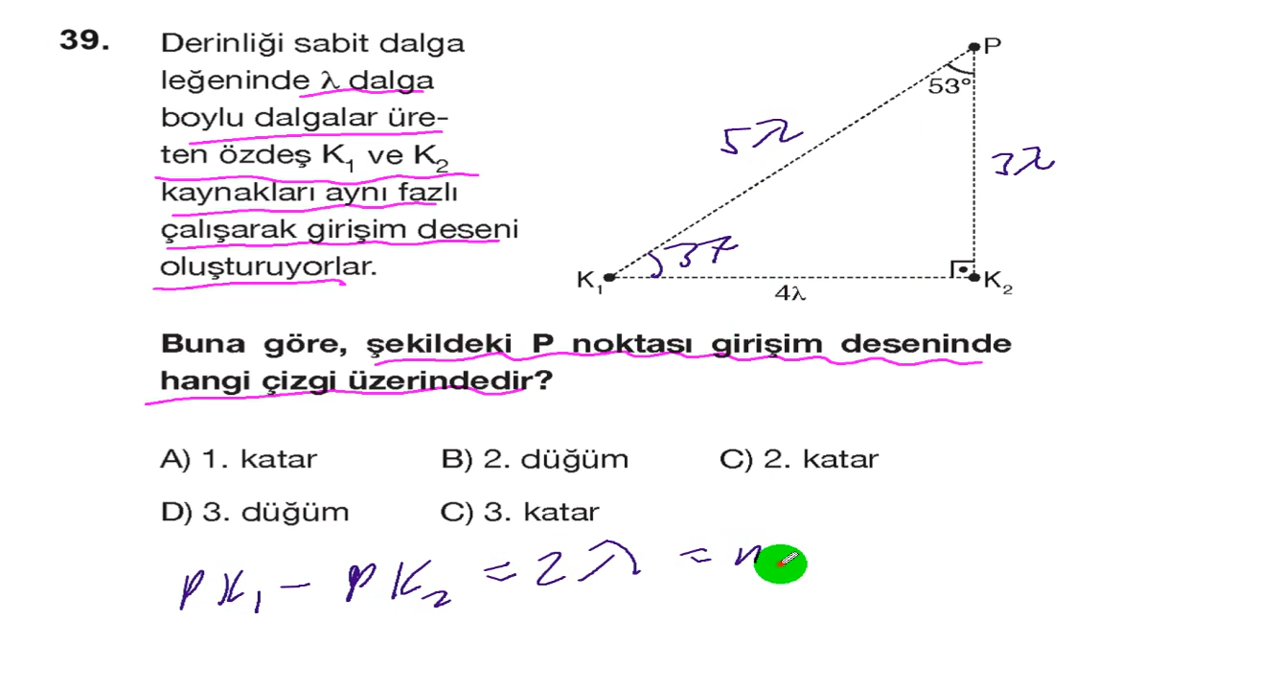 39. Derinliği sabit dalga
leğeninde λ dalga
boylu dalgalar üre-
ten özdeş K₁ ve K₂
kaynakları aynı fazlı
çalışarak girişim deseni
oluşturuyorlar.
P
53°
5λ
3λ
37
K₁
4λ
K₂
Buna göre, şekildeki P noktası girişim deseninde
hangi çizgi üzerindedir?
A) 1. katar B) 2. düğüm C) 2. katar
D) 3. düğüm C) 3. katar
PK₁ - PK₂ = 2λ = n